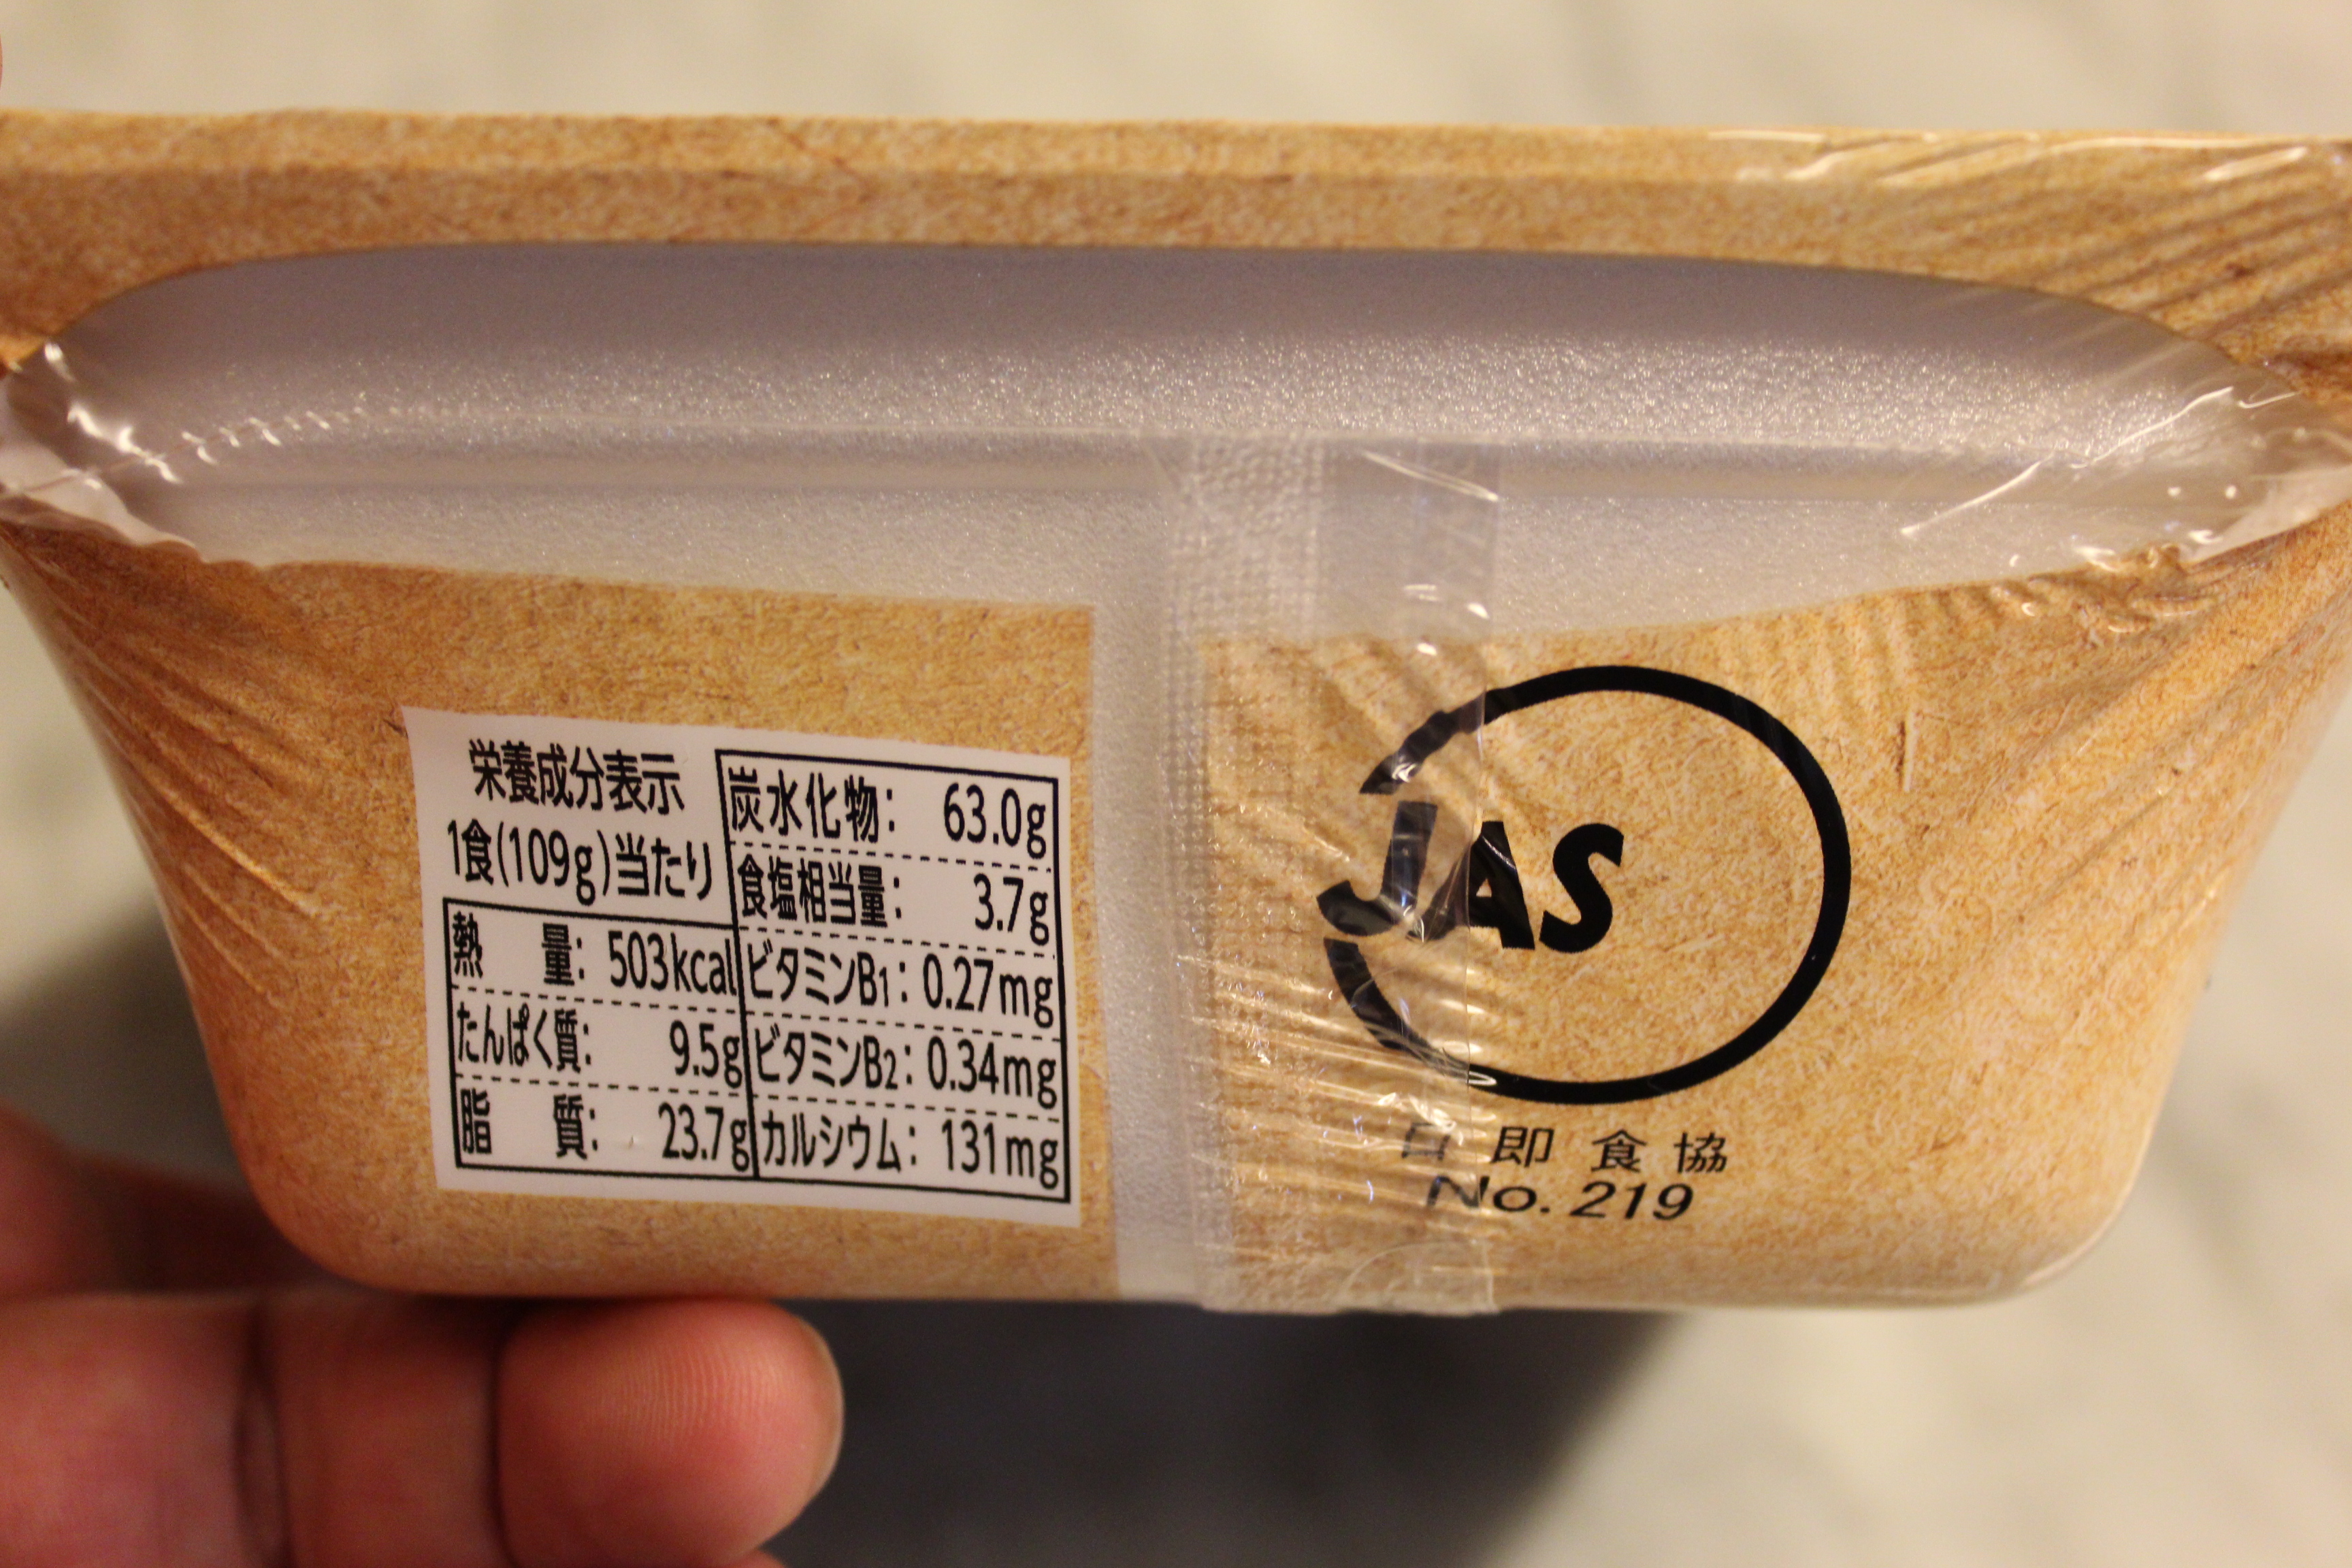 栄養成分表示
1食(109g)当たり
熱量: 503kcal
たんぱく質: 9.5g
脂質: 23.7g
炭水化物: 63.0g
食塩相当量: 3.7g
ビタミンB1: 0.27mg
ビタミンB2: 0.34mg
カルシウム: 131mg
JAS
日即食協
No. 219